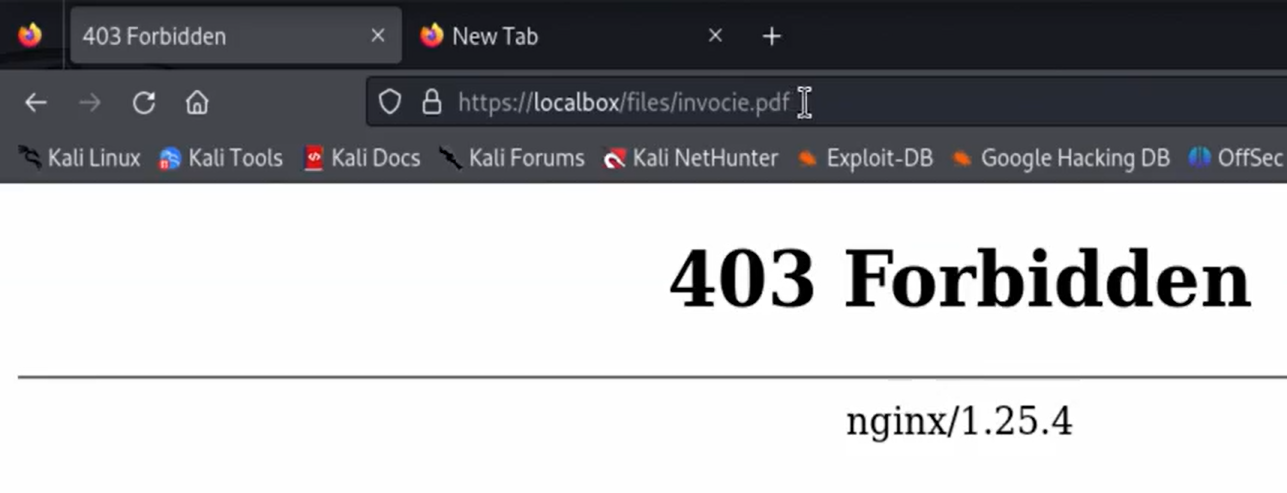 403 Forbidden New Tab
https://localbox/files/invocie.pdf
Kali Linux Kali Tools Kali Docs Kali Forums Kali NetHunter Exploit-DB Google Hacking DB OffSec
403 Forbidden
nginx/1.25.4